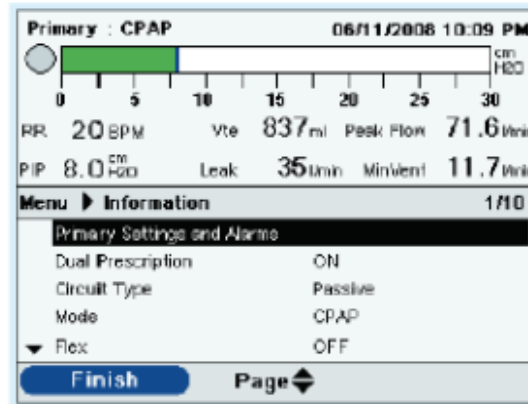 Primary : CPAP 06/11/2008 10:09 PM
cm H2O
0 5 10 15 20 25 30
RR 20 BPM Vte 837 ml Peak Flow 71.6 l/min
PIP 8.0 cm H2O Leak 35 l/min MinVent 11.7 l/min
Menu Information 1/10
Primary Settings and Alarms
Dual Prescription ON
Circuit Type Passive
Mode CPAP
Flex OFF
Finish Page